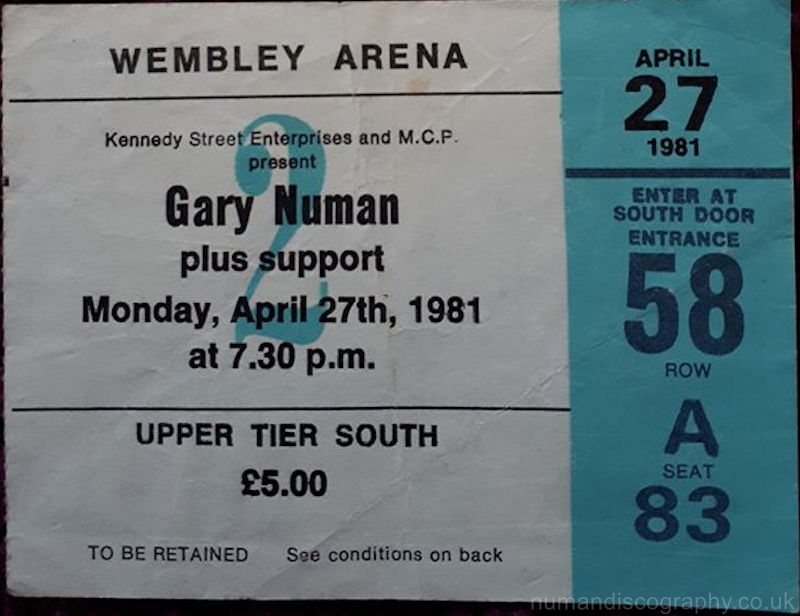 WEMBLEY ARENA
2
Kennedy Street Enterprises and M.C.P.
present
Gary Numan
plus support
Monday, April 27th, 1981
at 7.30 p.m.
UPPER TIER SOUTH
£5.00
TO BE RETAINED See conditions on back
APRIL
27
1981
ENTER AT
SOUTH DOOR
ENTRANCE
58
ROW
A
SEAT
83
numandiscography.co.uk